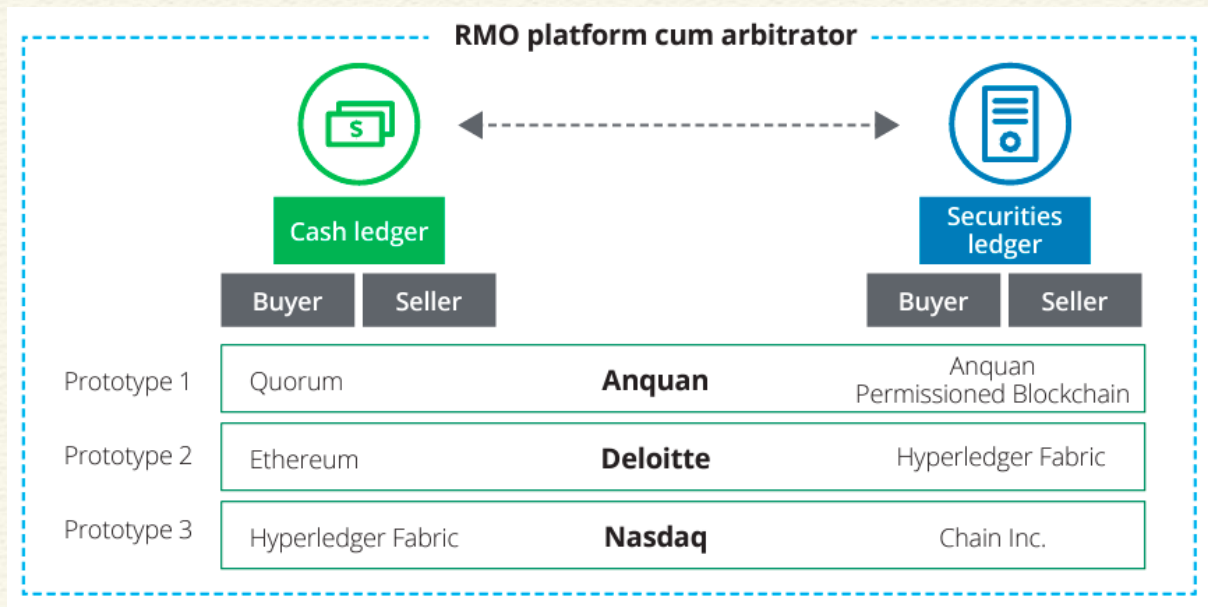 RMO platform cum arbitrator
$
Cash ledger
Securities
ledger
Buyer
Seller
Buyer
Seller
Prototype 1
Quorum
Anquan
Anquan
Permissioned Blockchain
Prototype 2
Ethereum
Deloitte
Hyperledger Fabric
Prototype 3
Hyperledger Fabric
Nasdaq
Chain Inc.